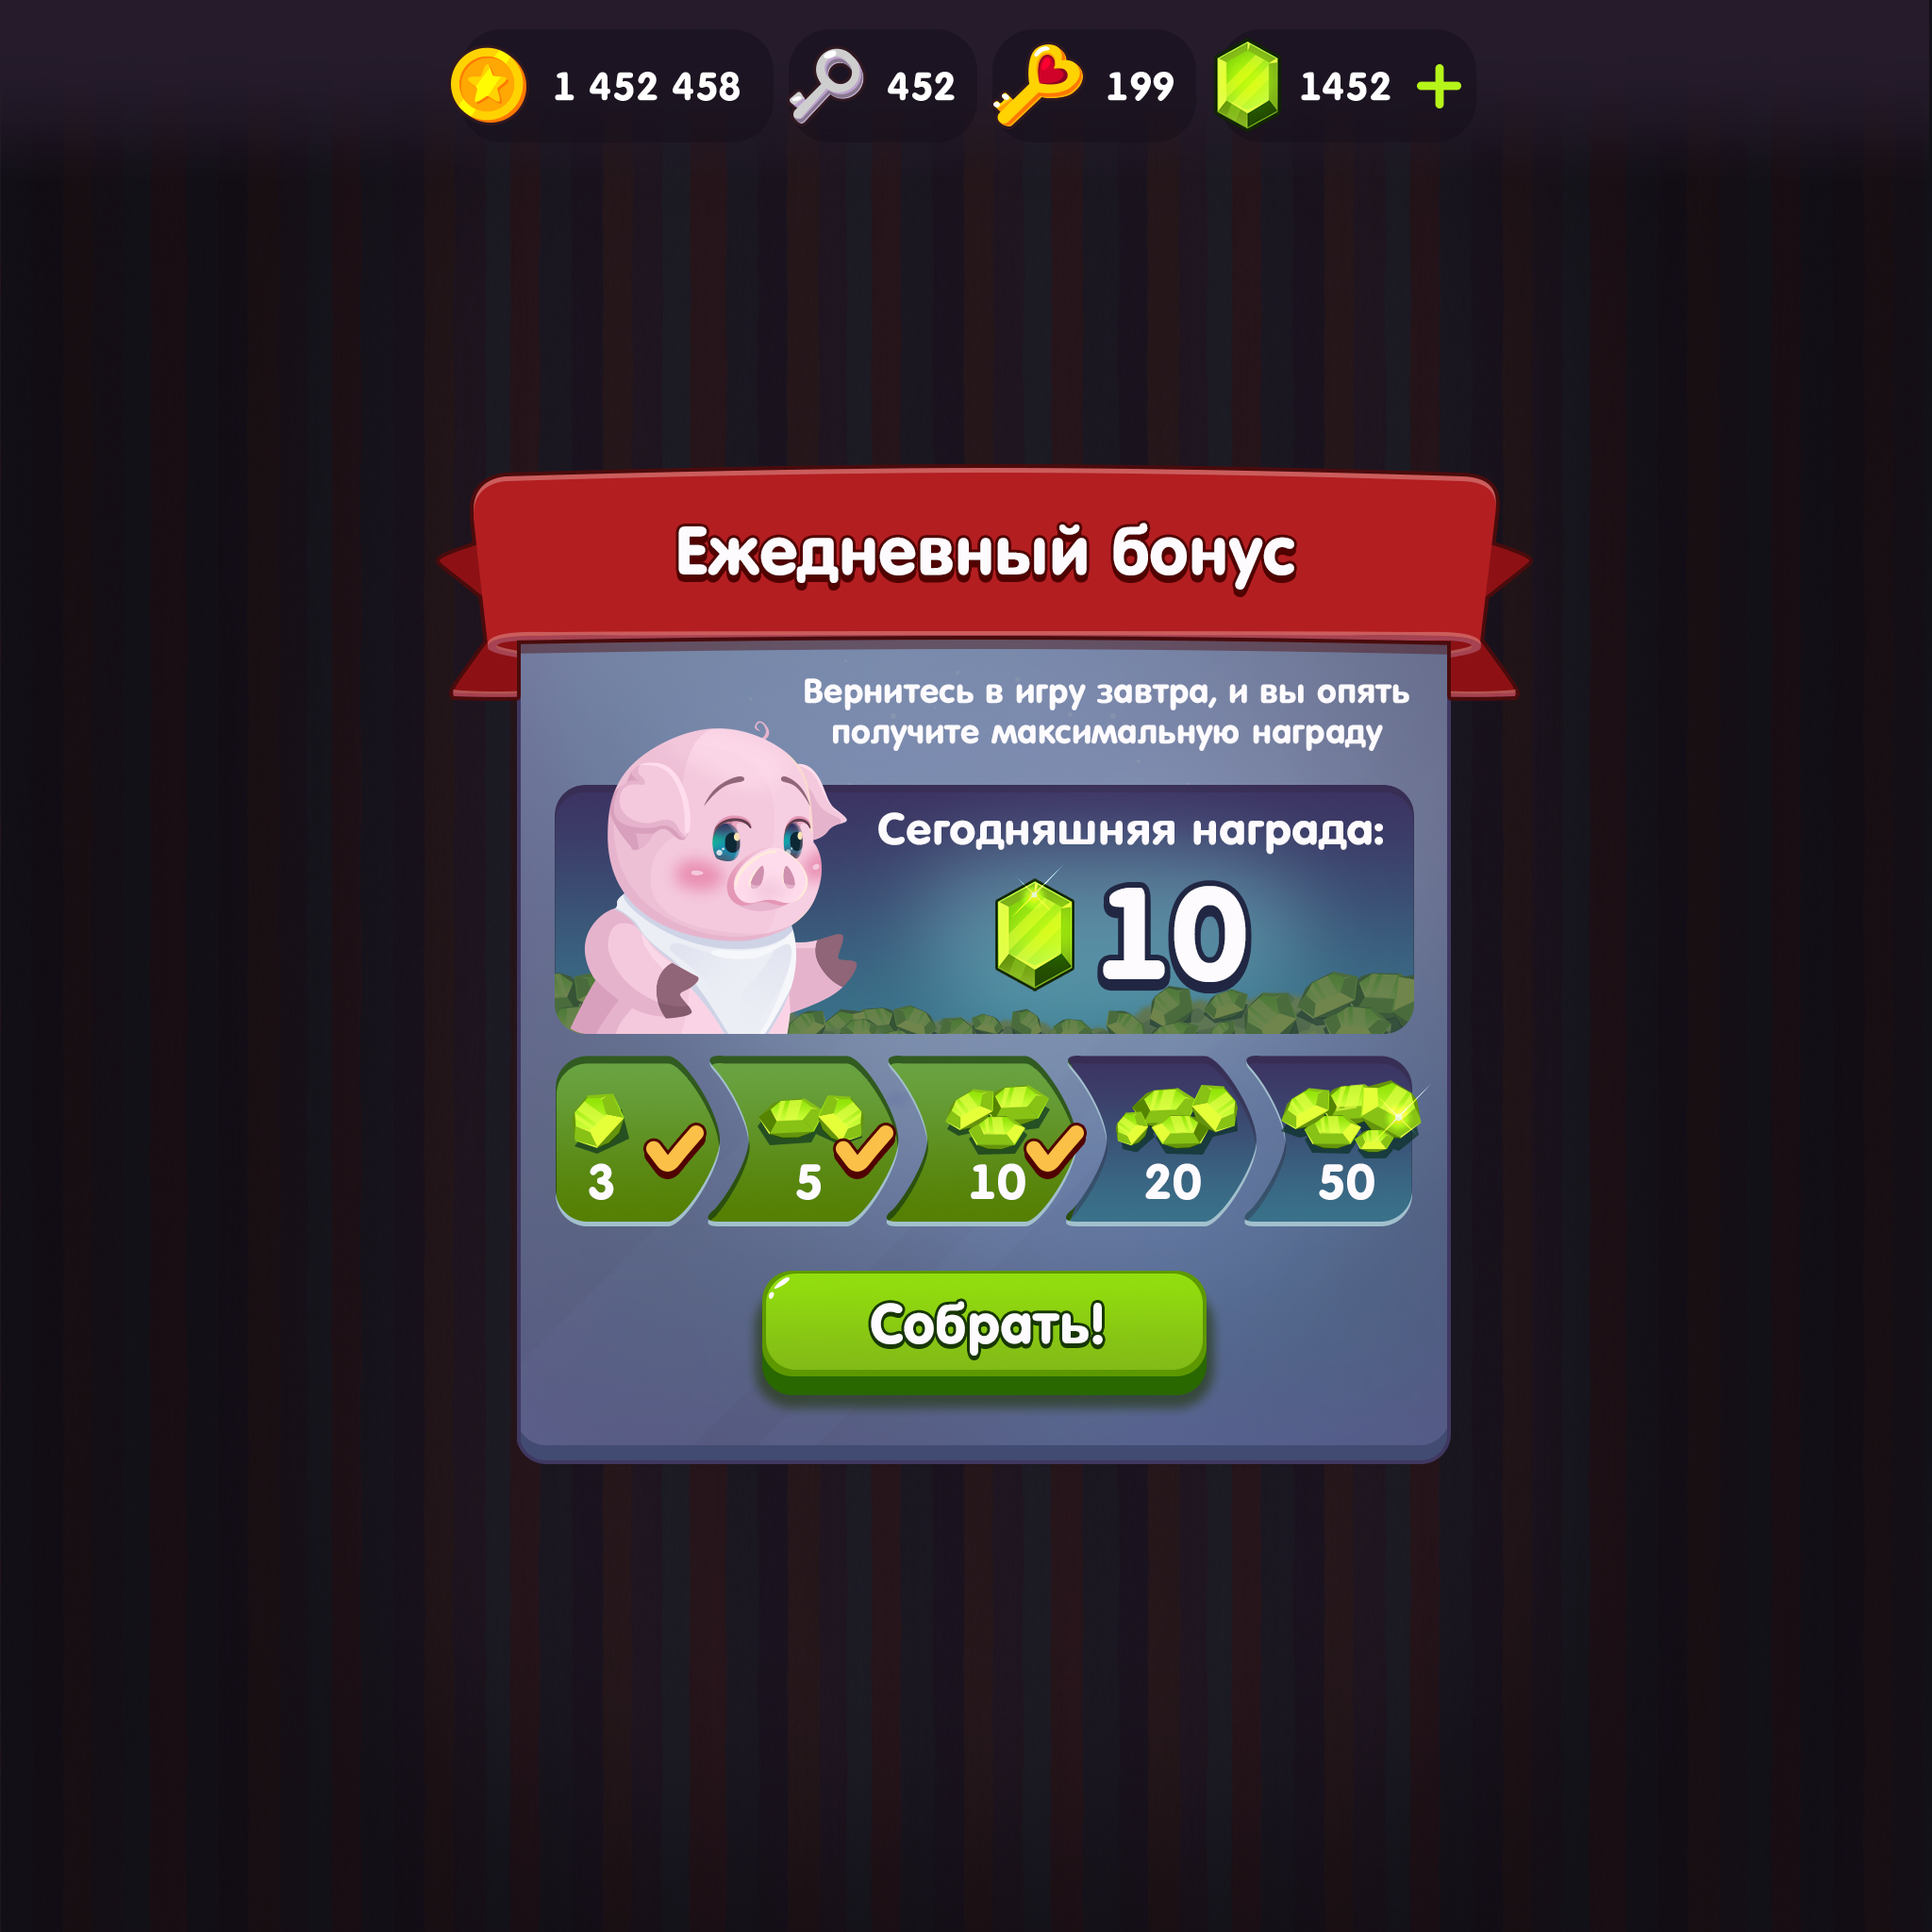 1 452 458 452 199 1452 +
Ежедневный бонус
Вернитесь в игру завтра, и вы опять
получите максимальную награду
Сегодняшняя награда:
10
3 5 10 20 50
Собрать!